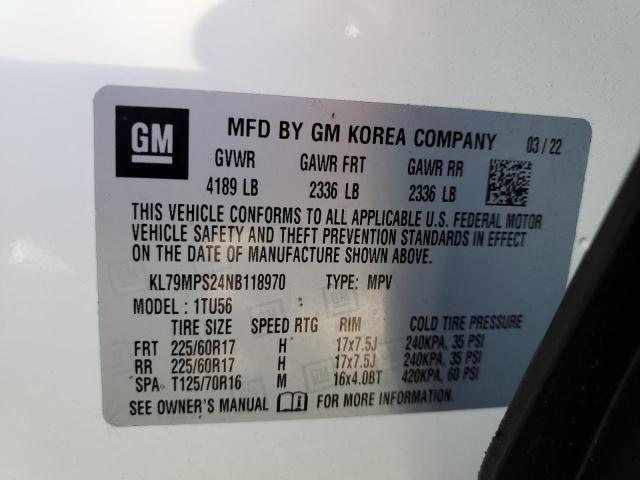 GM MFD BY GM KOREA COMPANY 03/22
GVWR GAWR FRT GAWR RR
4189 LB 2336 LB 2336 LB
THIS VEHICLE CONFORMS TO ALL APPLICABLE U.S. FEDERAL MOTOR
VEHICLE SAFETY AND THEFT PREVENTION STANDARDS IN EFFECT
ON THE DATE OF MANUFACTURE SHOWN ABOVE.
KL79MPS24NB118970 TYPE: MPV
MODEL: 1TU56
TIRE SIZE SPEED RTG RIM COLD TIRE PRESSURE
FRT 225/60R17 H 17x7.5J 240KPA, 35 PSI
RR 225/60R17 H 17x7.5J 240KPA, 35 PSI
SPA T125/70R16 M 16x4.0BT 420KPA, 60 PSI
SEE OWNER'S MANUAL FOR MORE INFORMATION.